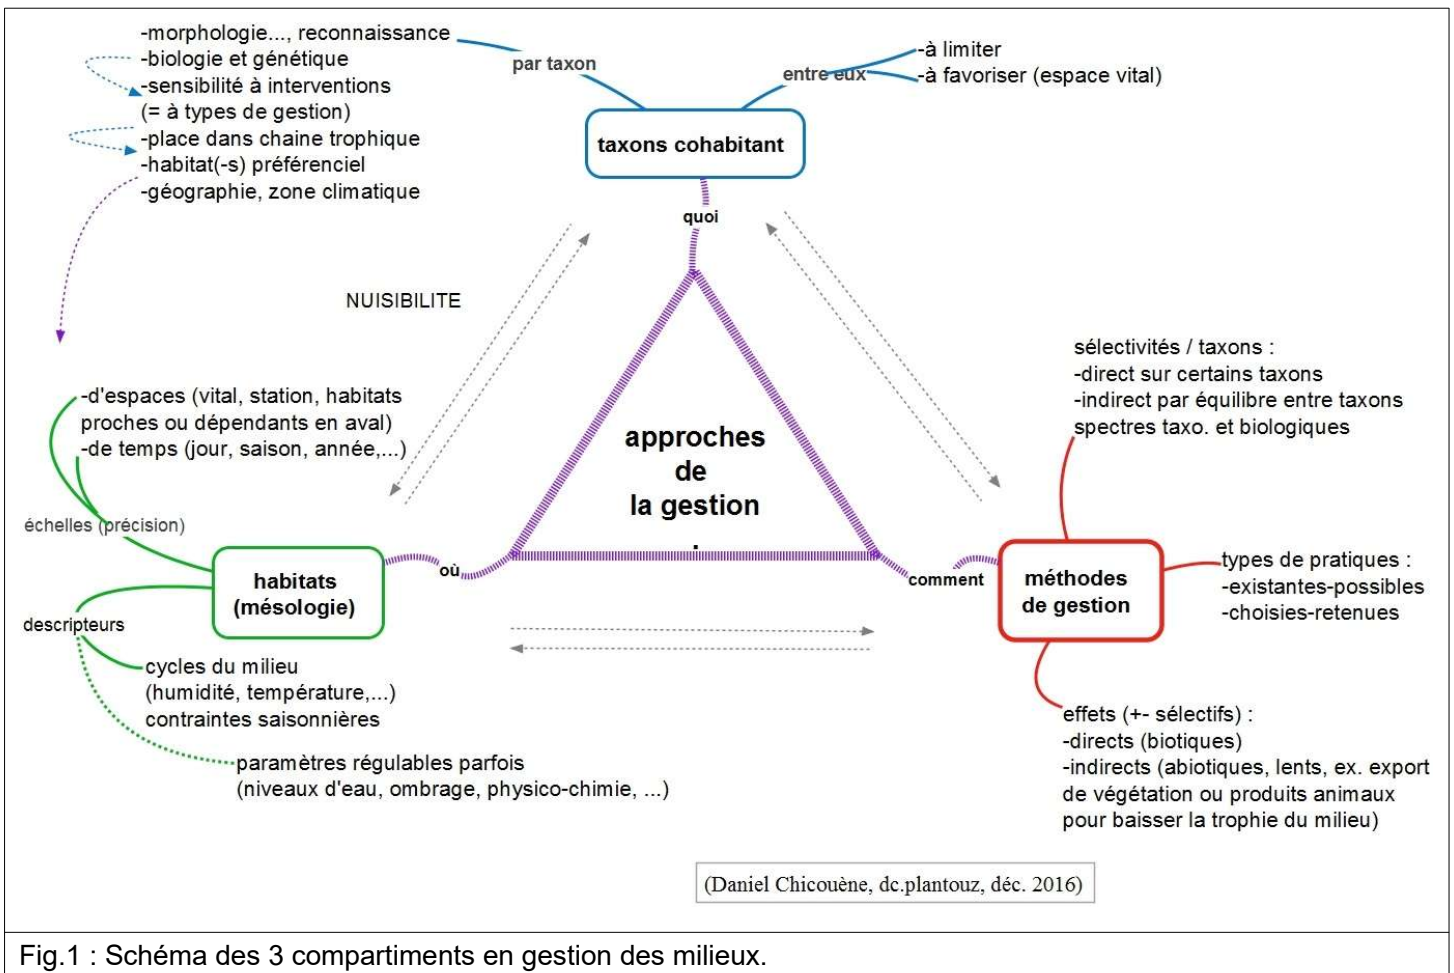 -morphologie..., reconnaissance
-biologie et génétique
-sensibilité à interventions
(= à types de gestion)
-place dans chaine trophique
-habitat(-s) préférenciel
-géographie, zone climatique
par taxon
entre eux
-à limiter
-à favoriser (espace vital)
taxons cohabitant
quoi
NUISIBILITE
approches
de
la gestion
.
-d'espaces (vital, station, habitats
proches ou dépendants en aval)
-de temps (jour, saison, année,...)
échelles (précision)
habitats
(mésologie)
où
descripteurs
cycles du milieu
(humidité, température,...)
contraintes saisonnières
paramètres régulables parfois
(niveaux d'eau, ombrage, physico-chimie, ...)
sélectivités / taxons :
-direct sur certains taxons
-indirect par équilibre entre taxons
spectres taxo. et biologiques
comment
méthodes
de gestion
types de pratiques :
-existantes-possibles
-choisies-retenues
effets (+- sélectifs) :
-directs (biotiques)
-indirects (abiotiques, lents, ex. export
de végétation ou produits animaux
pour baisser la trophie du milieu)
(Daniel Chicouène, dc.plantouz, déc. 2016)
Fig.1 : Schéma des 3 compartiments en gestion des milieux.